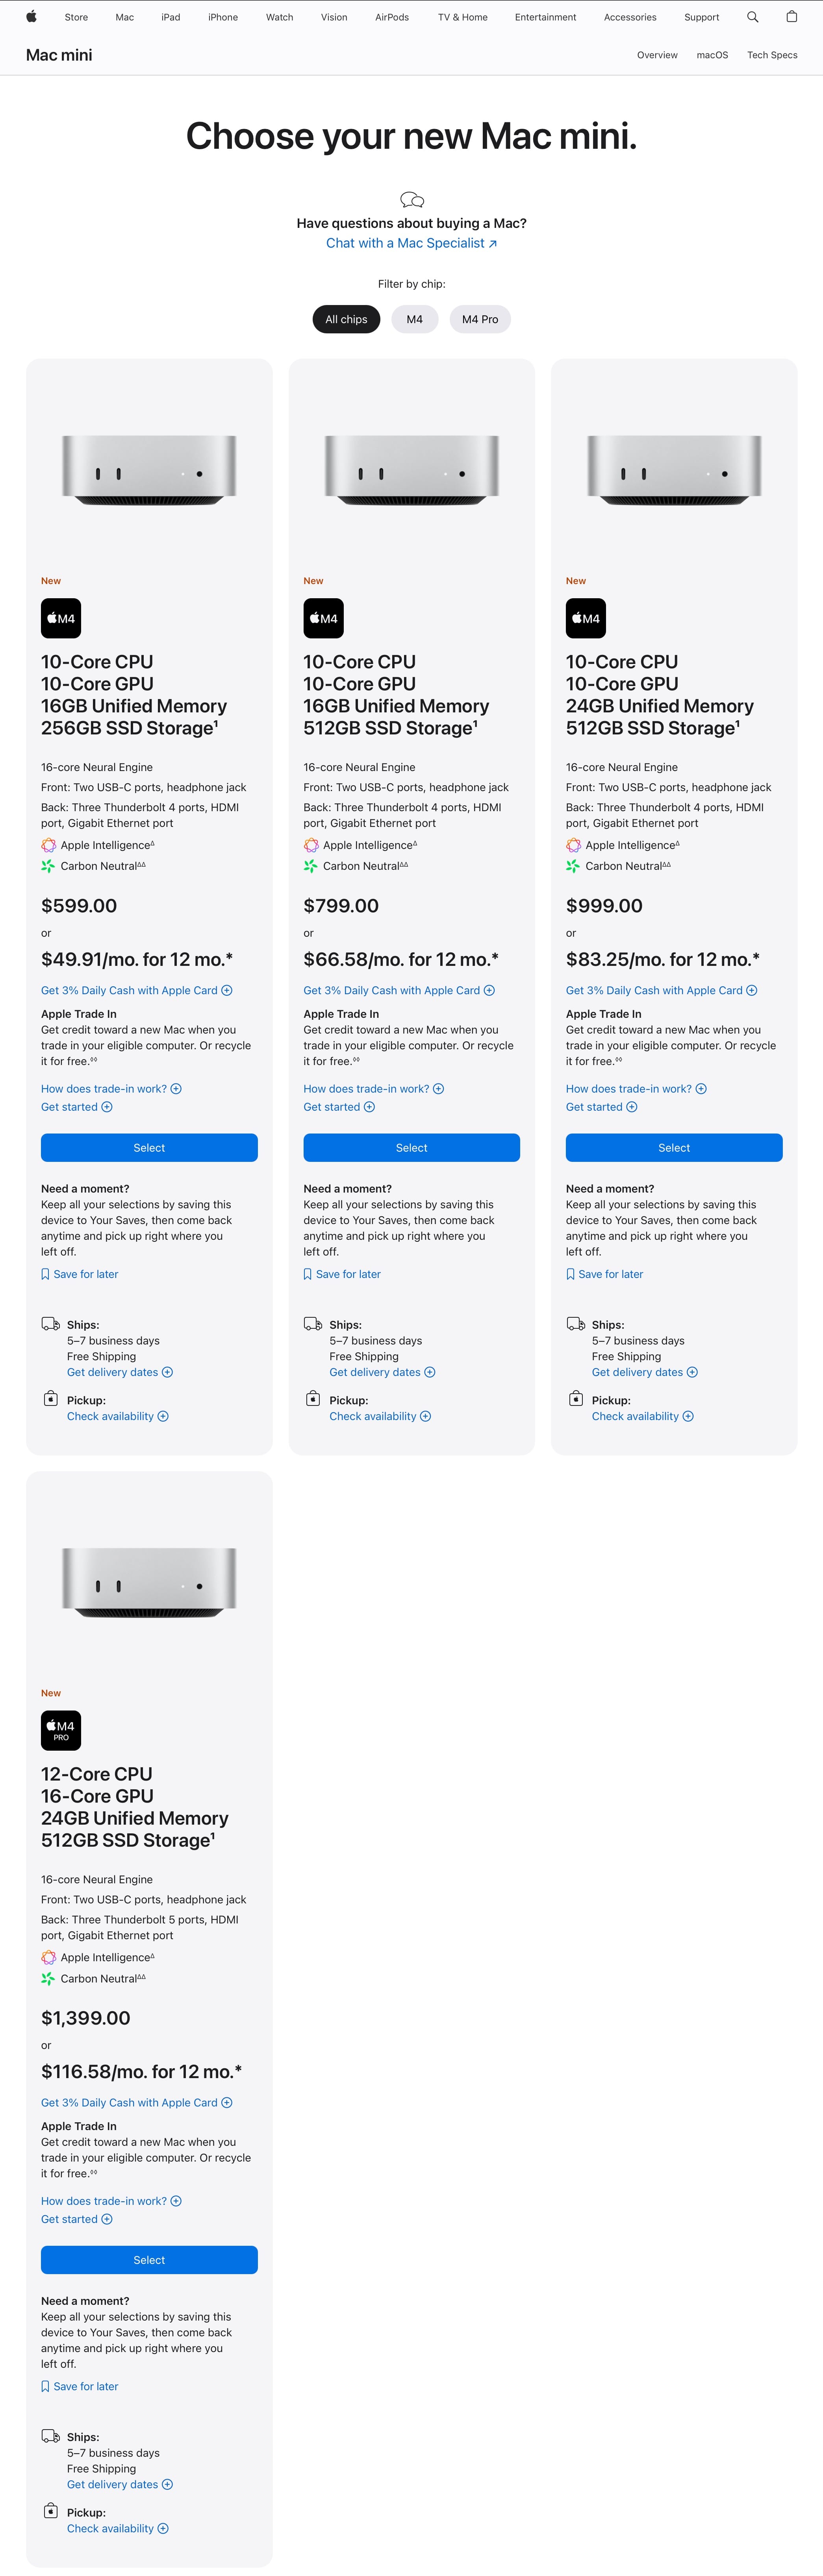 Store Mac iPad iPhone Watch Vision AirPods TV & Home Entertainment Accessories Support
Mac mini
Overview macOS Tech Specs
Choose your new Mac mini.
Have questions about buying a Mac?
Chat with a Mac Specialist ↗
Filter by chip:
All chips M4 M4 Pro
New
M4
10-Core CPU
10-Core GPU
16GB Unified Memory
256GB SSD Storage¹
16-core Neural Engine
Front: Two USB-C ports, headphone jack
Back: Three Thunderbolt 4 ports, HDMI
port, Gigabit Ethernet port
Apple Intelligence∆
Carbon Neutral∆∆
$599.00
or
$49.91/mo. for 12 mo.*
Get 3% Daily Cash with Apple Card
Apple Trade In
Get credit toward a new Mac when you
trade in your eligible computer. Or recycle
it for free.◊◊
How does trade-in work?
Get started
Select
Need a moment?
Keep all your selections by saving this
device to Your Saves, then come back
anytime and pick up right where you
left off.
Save for later
Ships:
5–7 business days
Free Shipping
Get delivery dates
Pickup:
Check availability
New
M4
10-Core CPU
10-Core GPU
16GB Unified Memory
512GB SSD Storage¹
16-core Neural Engine
Front: Two USB-C ports, headphone jack
Back: Three Thunderbolt 4 ports, HDMI
port, Gigabit Ethernet port
Apple Intelligence∆
Carbon Neutral∆∆
$799.00
or
$66.58/mo. for 12 mo.*
Get 3% Daily Cash with Apple Card
Apple Trade In
Get credit toward a new Mac when you
trade in your eligible computer. Or recycle
it for free.◊◊
How does trade-in work?
Get started
Select
Need a moment?
Keep all your selections by saving this
device to Your Saves, then come back
anytime and pick up right where you
left off.
Save for later
Ships:
5–7 business days
Free Shipping
Get delivery dates
Pickup:
Check availability
New
M4
10-Core CPU
10-Core GPU
24GB Unified Memory
512GB SSD Storage¹
16-core Neural Engine
Front: Two USB-C ports, headphone jack
Back: Three Thunderbolt 4 ports, HDMI
port, Gigabit Ethernet port
Apple Intelligence∆
Carbon Neutral∆∆
$999.00
or
$83.25/mo. for 12 mo.*
Get 3% Daily Cash with Apple Card
Apple Trade In
Get credit toward a new Mac when you
trade in your eligible computer. Or recycle
it for free.◊◊
How does trade-in work?
Get started
Select
Need a moment?
Keep all your selections by saving this
device to Your Saves, then come back
anytime and pick up right where you
left off.
Save for later
Ships:
5–7 business days
Free Shipping
Get delivery dates
Pickup:
Check availability
New
M4
PRO
12-Core CPU
16-Core GPU
24GB Unified Memory
512GB SSD Storage¹
16-core Neural Engine
Front: Two USB-C ports, headphone jack
Back: Three Thunderbolt 5 ports, HDMI
port, Gigabit Ethernet port
Apple Intelligence∆
Carbon Neutral∆∆
$1,399.00
or
$116.58/mo. for 12 mo.*
Get 3% Daily Cash with Apple Card
Apple Trade In
Get credit toward a new Mac when you
trade in your eligible computer. Or recycle
it for free.◊◊
How does trade-in work?
Get started
Select
Need a moment?
Keep all your selections by saving this
device to Your Saves, then come back
anytime and pick up right where you
left off.
Save for later
Ships:
5–7 business days
Free Shipping
Get delivery dates
Pickup:
Check availability